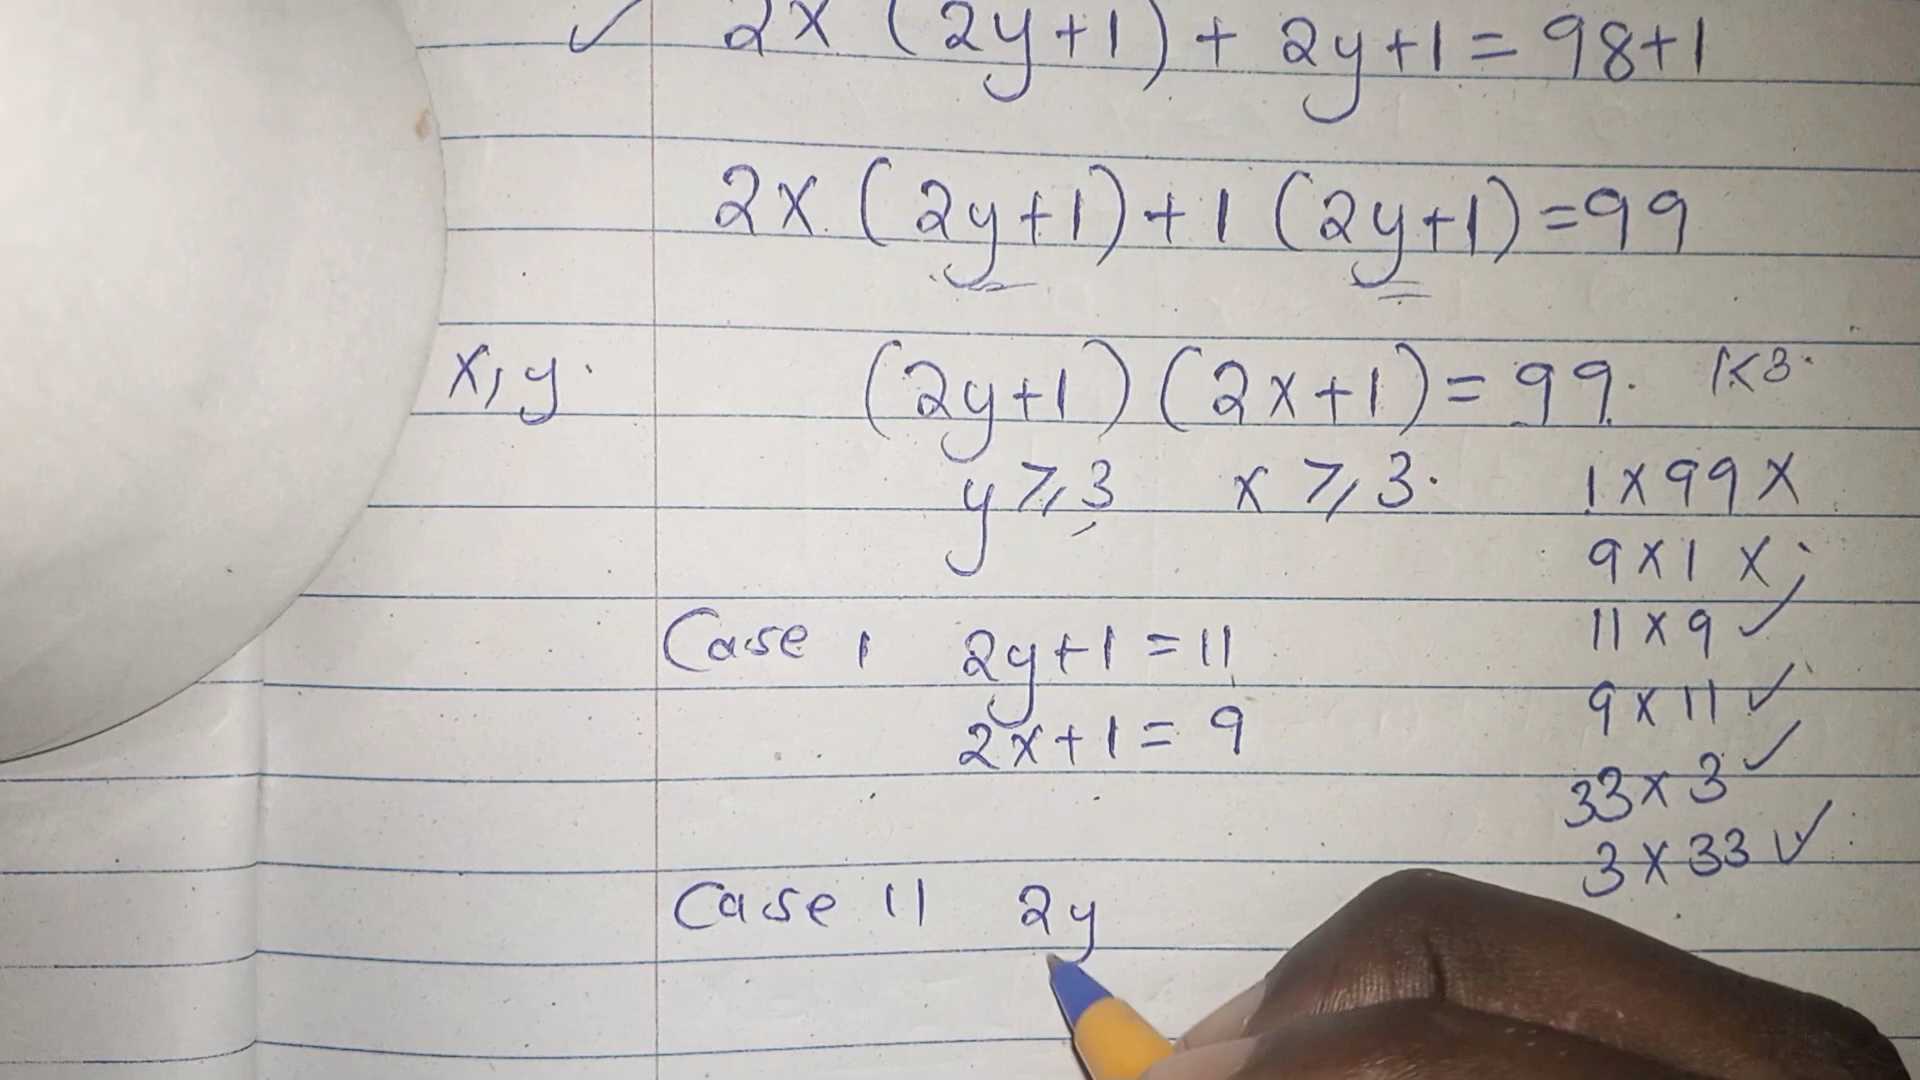 ✓ 2x (2y+1) + 2y+1 = 98+1
2x (2y+1) + 1 (2y+1) = 99
x, y. (2y+1) (2x+1) = 99. 1<3.
y ⩾ 3 x ⩾ 3. 1 x 99 X
9 x 1 X
Case 1 2y+1 = 11 11 x 9 ✓
9 x 11 ✓
2x+1 = 9
33 x 3 ✓
3 x 33 ✓
Case 11 2y